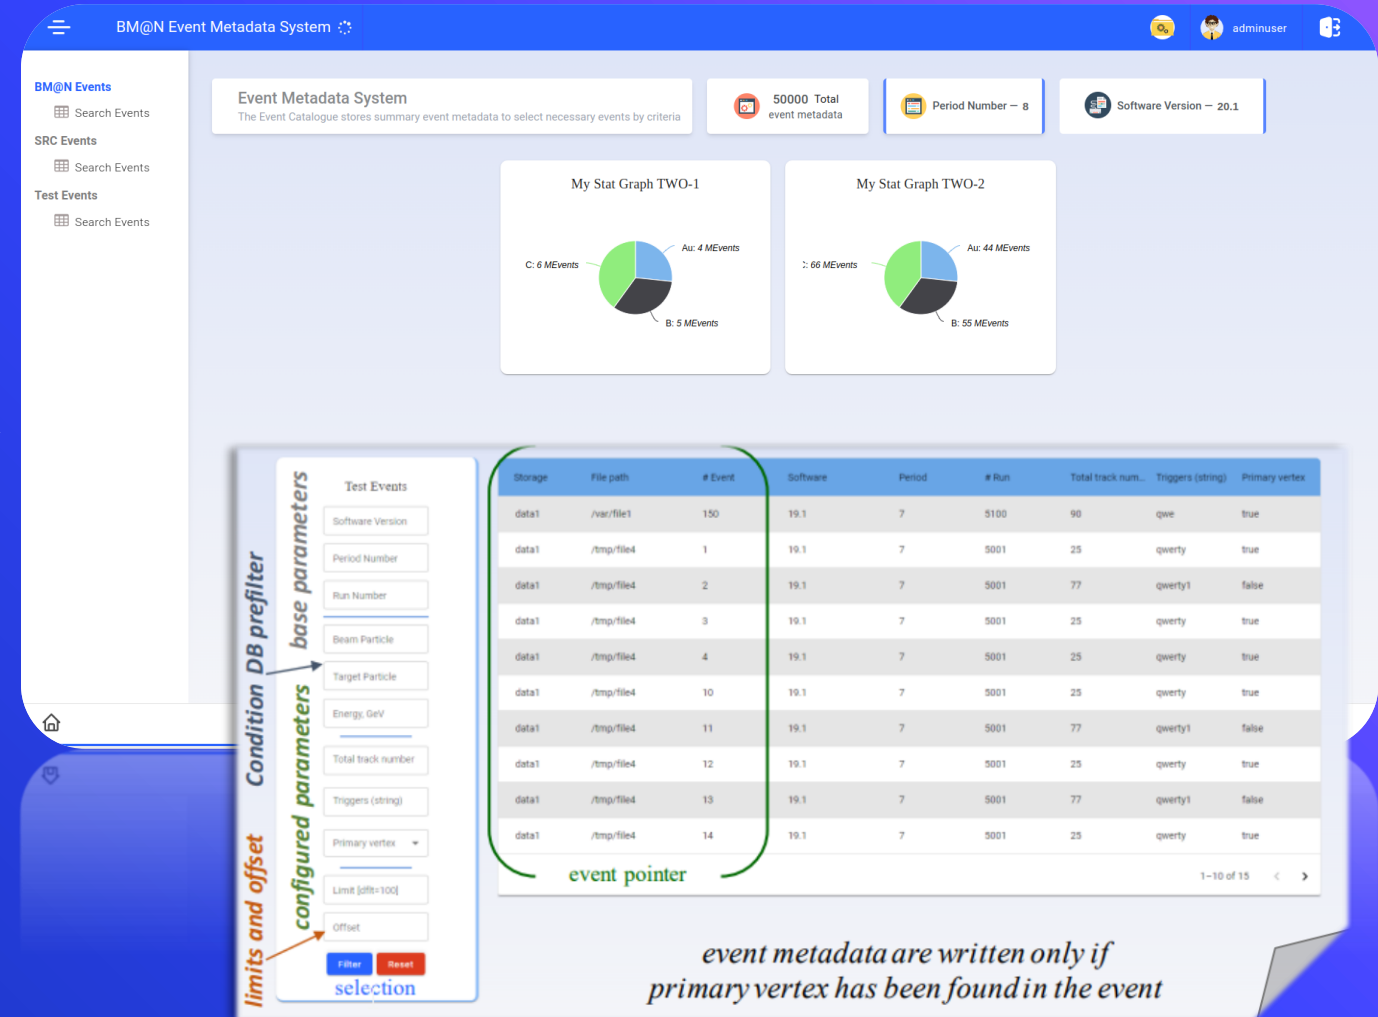 BM@N Event Metadata System
adminuser
BM@N Events
Search Events
SRC Events
Search Events
Test Events
Search Events
Event Metadata System
The Event Catalogue stores summary event metadata to select necessary events by criteria
50000 Total
event metadata
Period Number — 8
Software Version — 20.1
My Stat Graph TWO-1
Au: 4 MEvents
C: 6 MEvents
B: 5 MEvents
My Stat Graph TWO-2
Au: 44 MEvents
: 66 MEvents
B: 55 MEvents
base parameters
Condition DB prefilter
configured parameters
limits and offset
Test Events
Software Version
Period Number
Run Number
Beam Particle
Target Particle
Energy, GeV
Total track number
Triggers (string)
Primary vertex
Limit [dflt=100]
Offset
Filter Reset
selection
Storage File path # Event Software Period # Run Total track num... Triggers (string) Primary vertex
data1 /var/file1 150 19.1 7 5100 90 qwe true
data1 /tmp/file4 1 19.1 7 5001 25 qwerty true
data1 /tmp/file4 2 19.1 7 5001 77 qwerty1 false
data1 /tmp/file4 3 19.1 7 5001 25 qwerty true
data1 /tmp/file4 4 19.1 7 5001 25 qwerty true
data1 /tmp/file4 10 19.1 7 5001 25 qwerty true
data1 /tmp/file4 11 19.1 7 5001 77 qwerty1 false
data1 /tmp/file4 12 19.1 7 5001 25 qwerty true
data1 /tmp/file4 13 19.1 7 5001 77 qwerty1 false
data1 /tmp/file4 14 19.1 7 5001 25 qwerty true
event pointer
1–10 of 15
event metadata are written only if
primary vertex has been found in the event